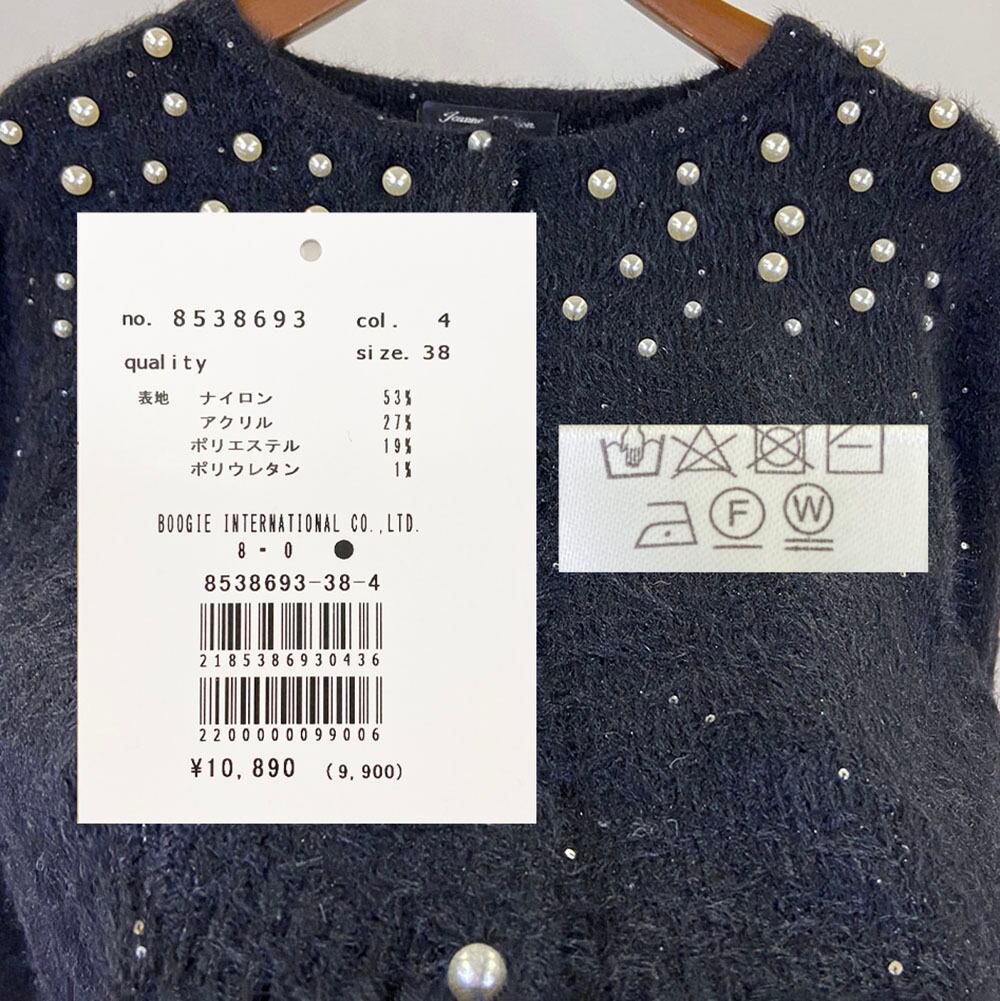 no. 8538693 col. 4
quality size. 38
表地 ナイロン 53%
アクリル 27%
ポリエステル 19%
ポリウレタン 1%
BOOGIE INTERNATIONAL CO.,LTD.
8 - 0 ●
8538693-38-4
2185386930436
2200000099006
¥10,890 (9,900)
F W